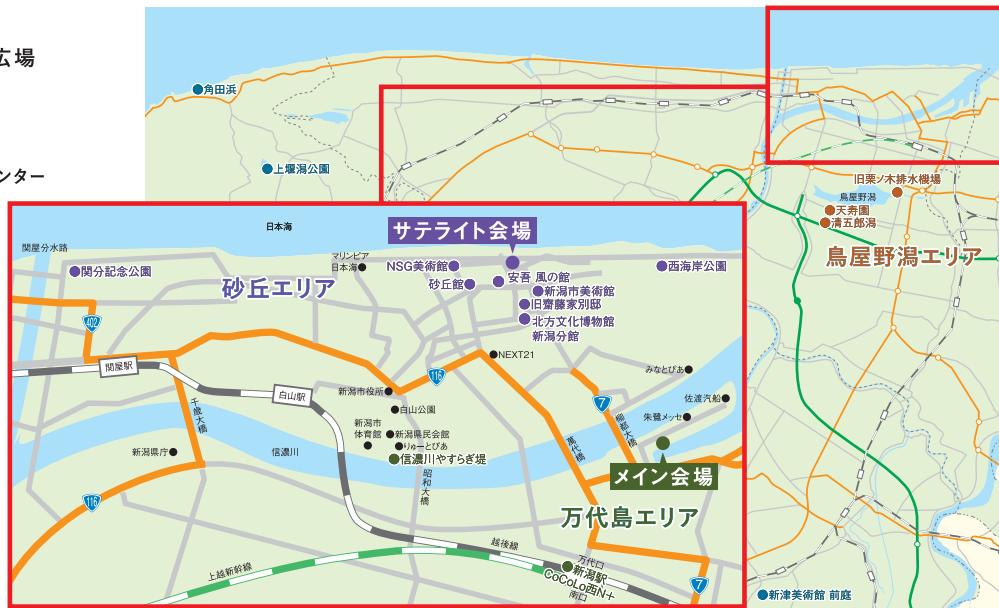 広場
ンター
角田浜
上堰潟公園
旧栗ノ木排水機場
鳥屋野潟
天寿園
清五郎潟
鳥屋野潟エリア
新津美術館 前庭
日本海
サテライト会場
関屋分水路
関分記念公園
マリンピア
日本海
NSG美術館
砂丘館
安吾 風の館
西海岸公園
砂丘エリア
新潟市美術館
旧齋藤家別邸
北方文化博物館
新潟分館
402
関屋駅
NEXT21
116
みなとぴあ
白山駅
新潟市役所
7
佐渡汽船
千歳大橋
白山公園
柳都大橋
朱鷺メッセ
新潟市
体育館
新潟県民会館
りゅーとぴあ
萬代橋
新潟県庁
信濃川
信濃川やすらぎ堤
昭和大橋
メイン会場
116
万代島エリア
越後線
万代口
上越新幹線
新潟駅
CoCoLo西N+
南口
7